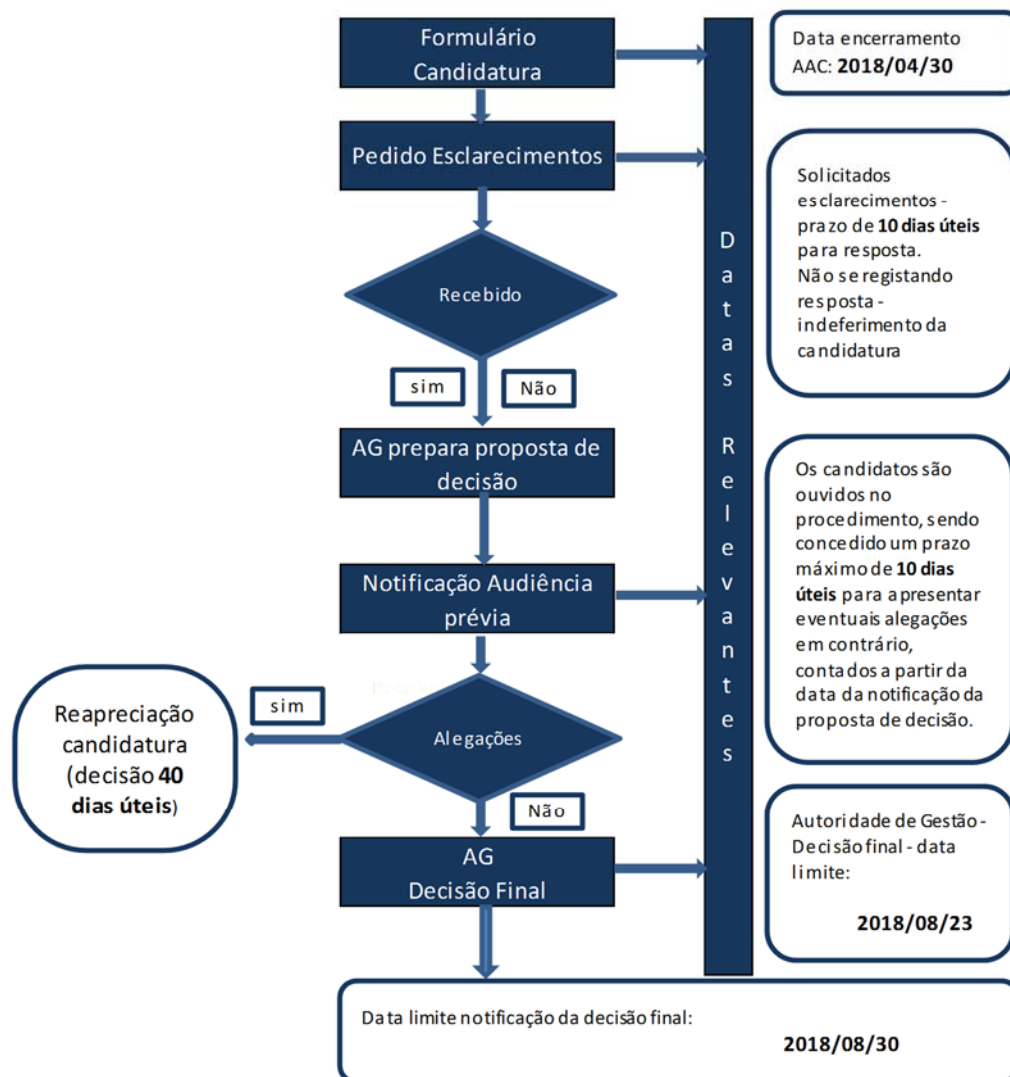 Formulário
Candidatura
Data encerramento
AAC: 2018/04/30
Pedido Esclarecimentos
Solicitados
esclarecimentos -
prazo de 10 dias úteis
para resposta.
Não se registando
resposta -
indeferimento da
candidatura
Recebido
sim
Não
AG prepara proposta de
decisão
Datas Relevantes
Os candidatos são
ouvidos no
procedimento, sendo
concedido um prazo
máximo de 10 dias
úteis para apresentar
eventuais alegações
em contrário,
contados a partir da
data da notificação da
proposta de decisão.
Notificação Audiência
prévia
Alegações
sim
Reapreciação
candidatura
(decisão 40
dias úteis)
Não
AG
Decisão Final
Autoridade de Gestão -
Decisão final - data
limite:
2018/08/23
Data limite notificação da decisão final:
2018/08/30